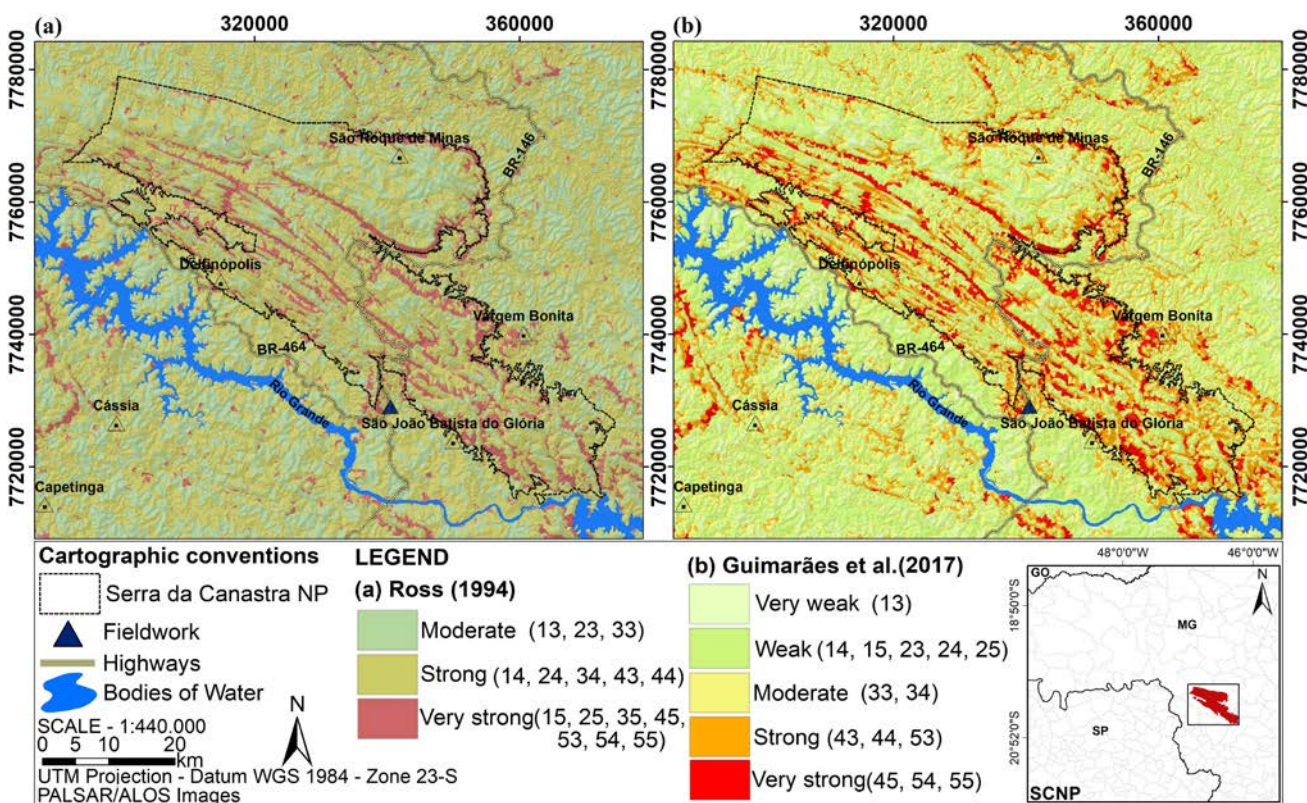 (a)
320000
360000
(b)
320000
360000
7780000
7760000
7740000
7720000
São Roque de Minas
BR-146
Delfinópolis
Vargem Bonita
BR-464
Rio Grande
Cássia
São João Batista do Glória
Capetinga
7780000
7760000
7740000
7720000
São Roque de Minas
BR-146
Delfinópolis
Vargem Bonita
BR-464
Rio Grande
Cássia
São João Batista do Glória
Capetinga
7780000
7760000
7740000
7720000
Cartographic conventions
Serra da Canastra NP
Fieldwork
Highways
Bodies of Water
SCALE - 1:440.000
0 5 10 20
km
N
UTM Projection - Datum WGS 1984 - Zone 23-S
PALSAR/ALOS Images
LEGEND
(a) Ross (1994)
Moderate (13, 23, 33)
Strong (14, 24, 34, 43, 44)
Very strong(15, 25, 35, 45,
53, 54, 55)
(b) Guimarães et al.(2017)
Very weak (13)
Weak (14, 15, 23, 24, 25)
Moderate (33, 34)
Strong (43, 44, 53)
Very strong(45, 54, 55)
48°0'0"W
46°0'0"W
GO
N
18°50'0"S
MG
20°52'0"S
SP
SCNP